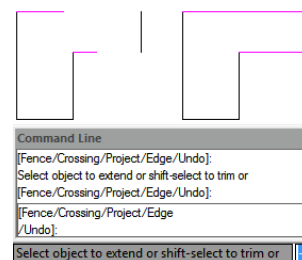 Command Line
[Fence/Crossing/Project/Edge/Undo]:
Select object to extend or shift-select to trim or
[Fence/Crossing/Project/Edge/Undo]:
[Fence/Crossing/Project/Edge
/Undo]:
Select object to extend or shift-select to trim or